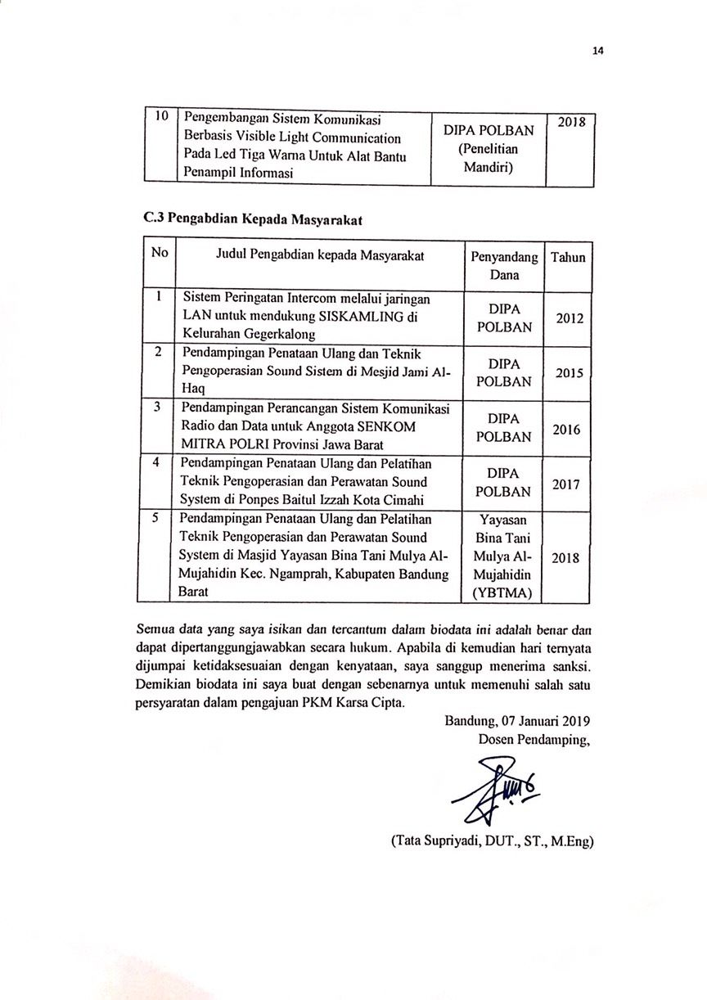 14
10 Pengembangan Sistem Komunikasi Berbasis Visible Light Communication Pada Led Tiga Warna Untuk Alat Bantu Penampil Informasi DIPA POLBAN (Penelitian Mandiri) 2018
C.3 Pengabdian Kepada Masyarakat
No Judul Pengabdian kepada Masyarakat Penyandang Dana Tahun
1 Sistem Peringatan Intercom melalui jaringan LAN untuk mendukung SISKAMLING di Kelurahan Gegerkalong DIPA POLBAN 2012
2 Pendampingan Penataan Ulang dan Teknik Pengoperasian Sound Sistem di Mesjid Jami Al-Haq DIPA POLBAN 2015
3 Pendampingan Perancangan Sistem Komunikasi Radio dan Data untuk Anggota SENKOM MITRA POLRI Provinsi Jawa Barat DIPA POLBAN 2016
4 Pendampingan Penataan Ulang dan Pelatihan Teknik Pengoperasian dan Perawatan Sound System di Ponpes Baitul Izzah Kota Cimahi DIPA POLBAN 2017
5 Pendampingan Penataan Ulang dan Pelatihan Teknik Pengoperasian dan Perawatan Sound System di Masjid Yayasan Bina Tani Mulya Al-Mujahidin Kec. Ngamprah, Kabupaten Bandung Barat Yayasan Bina Tani Mulya Al-Mujahidin (YBTMA) 2018
Semua data yang saya isikan dan tercantum dalam biodata ini adalah benar dan
dapat dipertanggungjawabkan secara hukum. Apabila di kemudian hari ternyata
dijumpai ketidaksesuaian dengan kenyataan, saya sanggup menerima sanksi.
Demikian biodata ini saya buat dengan sebenarnya untuk memenuhi salah satu
persyaratan dalam pengajuan PKM Karsa Cipta.
Bandung, 07 Januari 2019
Dosen Pendamping,
(Tata Supriyadi, DUT., ST., M.Eng)